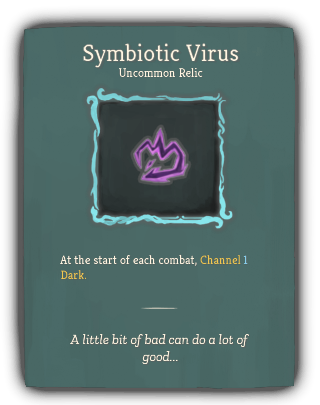 Symbiotic Virus
Uncommon Relic
At the start of each combat, Channel 1
Dark.
A little bit of bad can do a lot of
good...